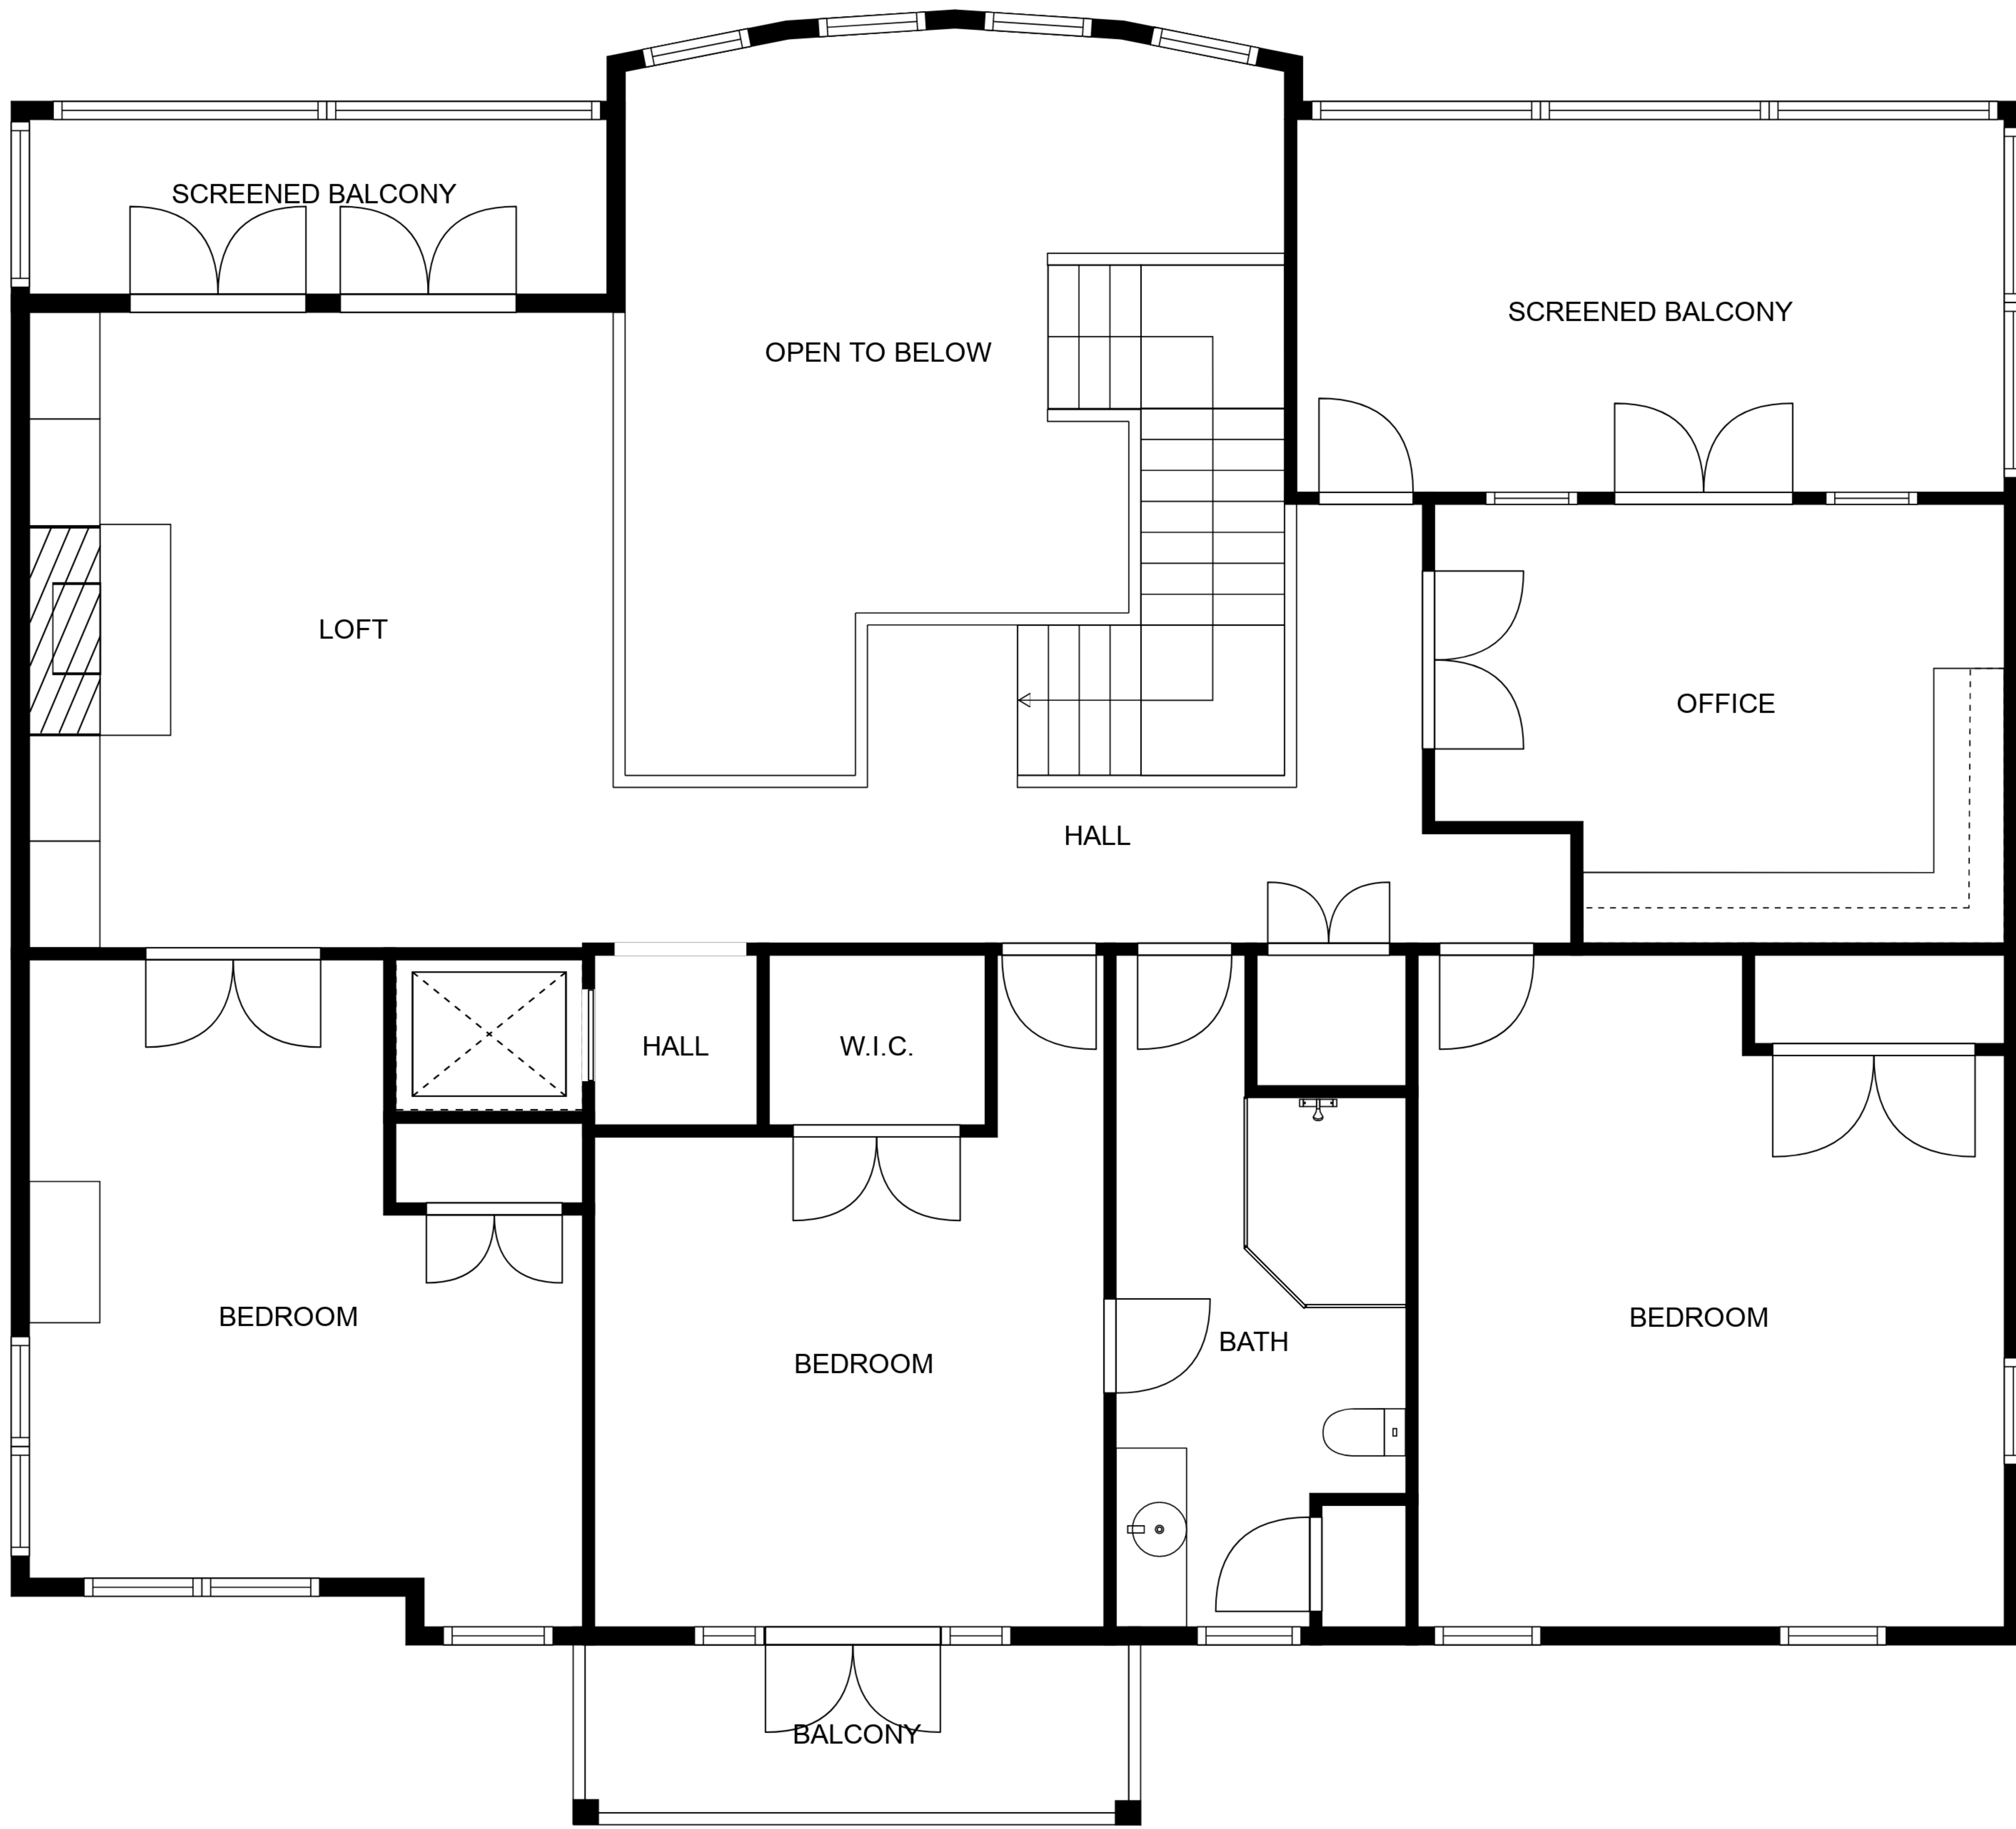 SCREENED BALCONY
SCREENED BALCONY
OPEN TO BELOW
LOFT
OFFICE
HALL
HALL
W.I.C.
BEDROOM
BEDROOM
BATH
BEDROOM
BALCONY